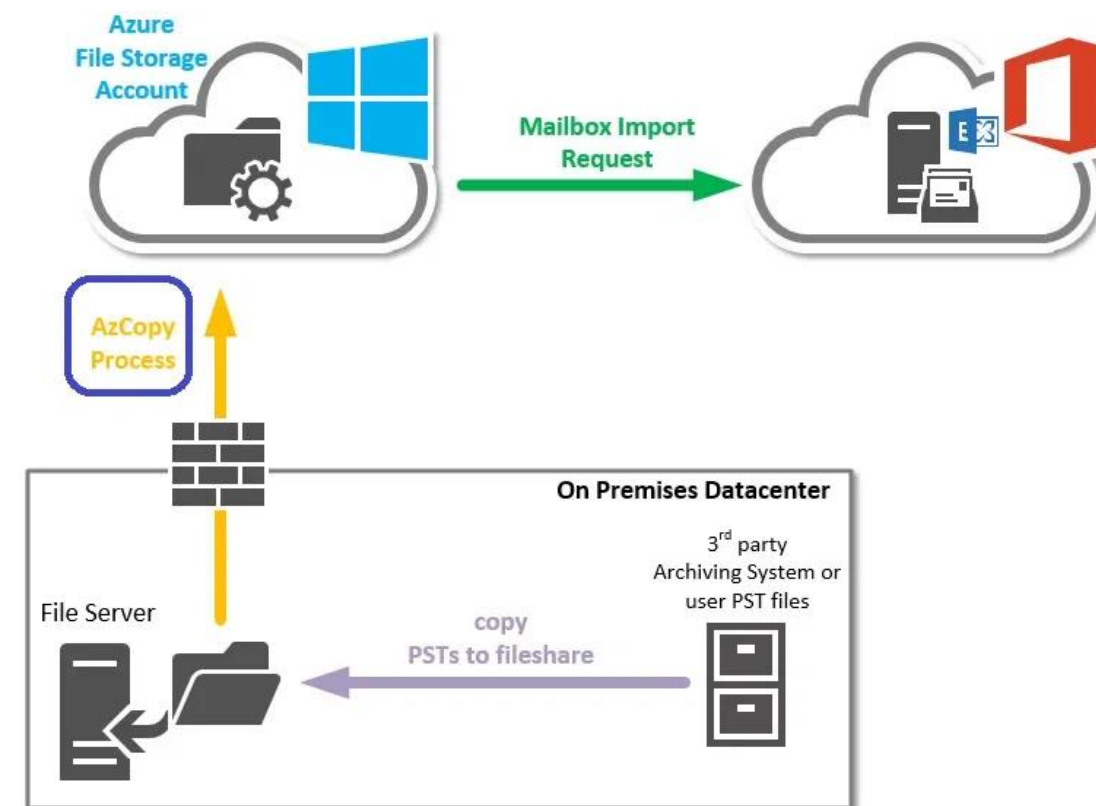 Azure
File Storage
Account
Mailbox Import
Request
E
AzCopy
Process
On Premises Datacenter
3rd party
Archiving System or
user PST files
File Server
copy
PSTs to fileshare